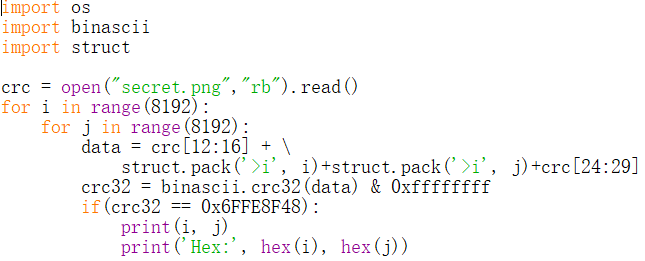 import os
import binascii
import struct

crc = open("secret.png","rb").read()
for i in range(8192):
    for j in range(8192):
        data = crc[12:16] + \
            struct.pack('>i', i)+struct.pack('>i', j)+crc[24:29]
        crc32 = binascii.crc32(data) & 0xffffffff
        if(crc32 == 0x6FFE8F48):
            print(i, j)
            print('Hex:', hex(i), hex(j))